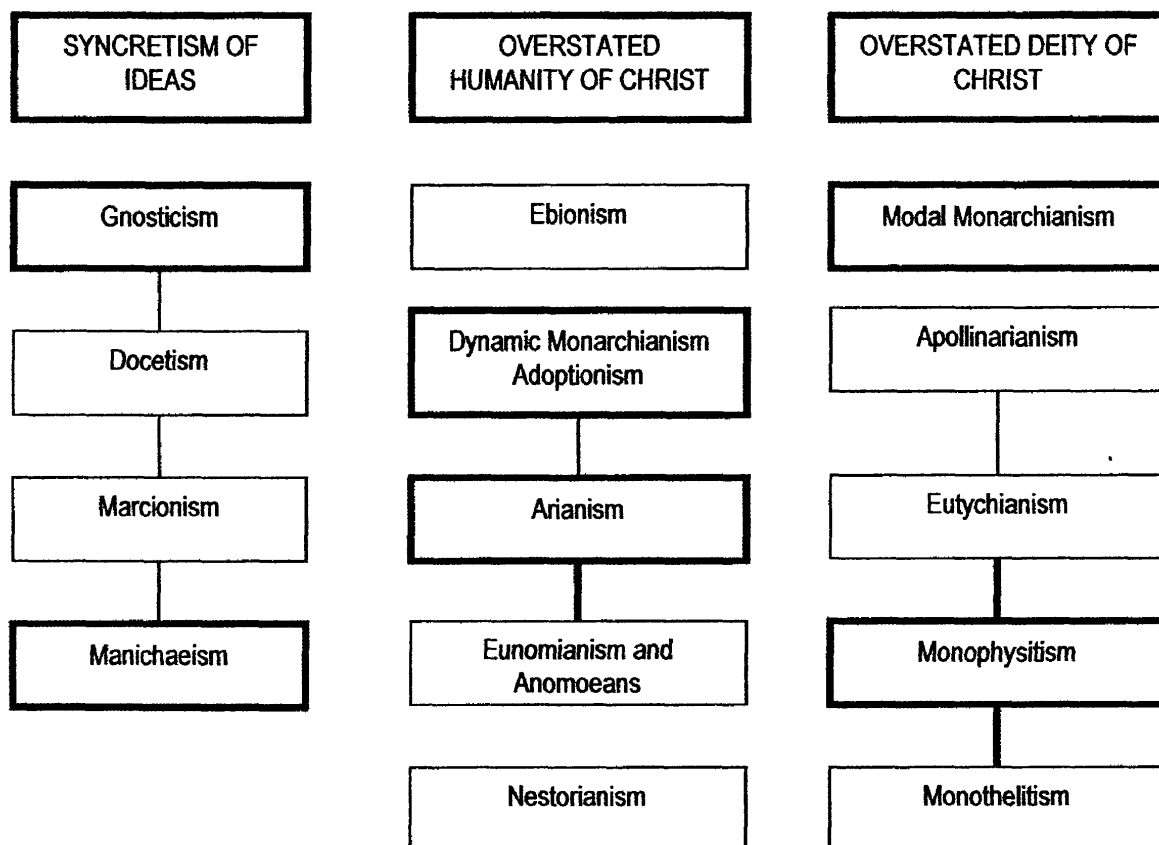 SYNCRETISM OF
IDEAS
OVERSTATED
HUMANITY OF CHRIST
OVERSTATED DEITY OF
CHRIST
Gnosticism
Ebionism
Modal Monarchianism
Docetism
Dynamic Monarchianism
Adoptionism
Apollinarianism
Marcionism
Arianism
Eutychianism
Manichaeism
Eunomianism and
Anomoeans
Monophysitism
Nestorianism
Monothelitism